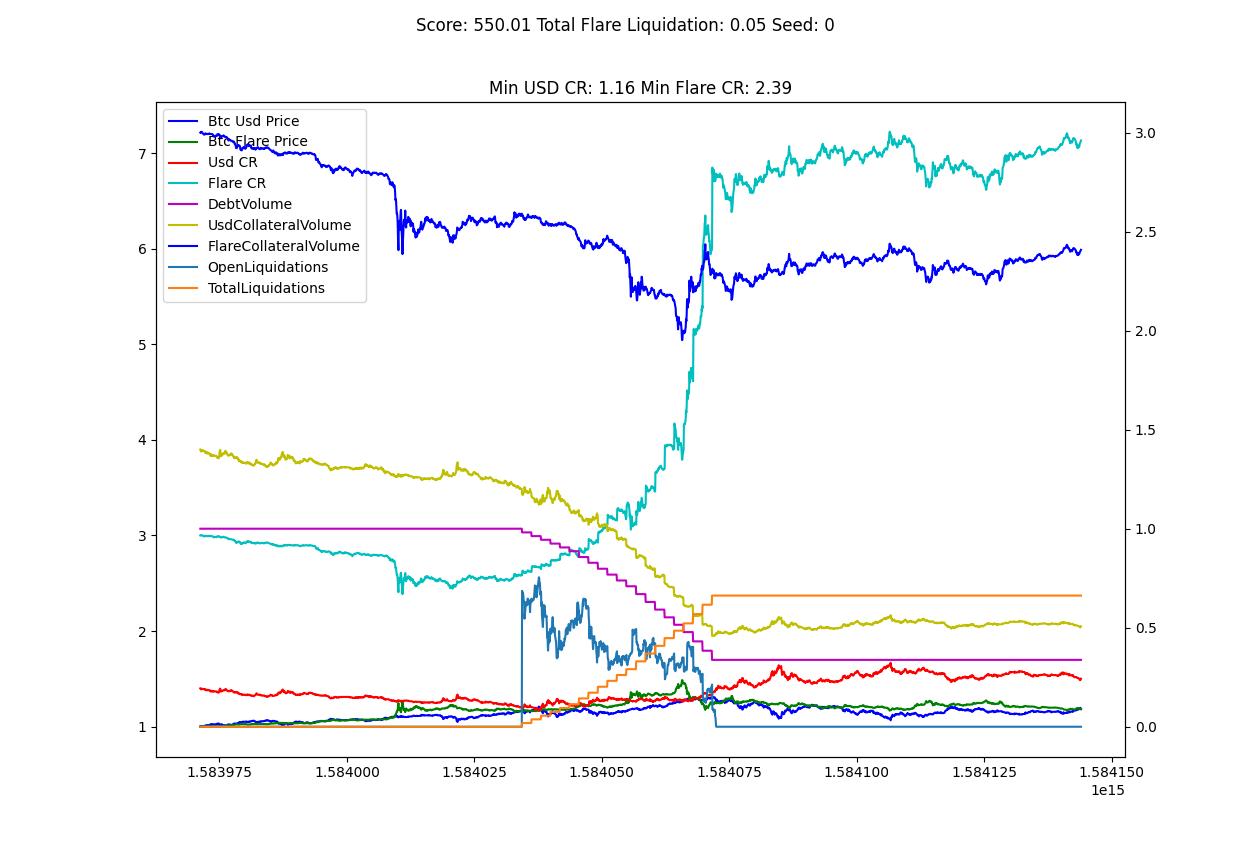 Score: 550.01 Total Flare Liquidation: 0.05 Seed: 0
Min USD CR: 1.16 Min Flare CR: 2.39
Btc Usd Price
Btc Flare Price
Usd CR
Flare CR
DebtVolume
UsdCollateralVolume
FlareCollateralVolume
OpenLiquidations
TotalLiquidations
7
6
5
4
3
2
1
3.0
2.5
2.0
1.5
1.0
0.5
0.0
1.583975 1.584000 1.584025 1.584050 1.584075 1.584100 1.584125 1.584150
1e15